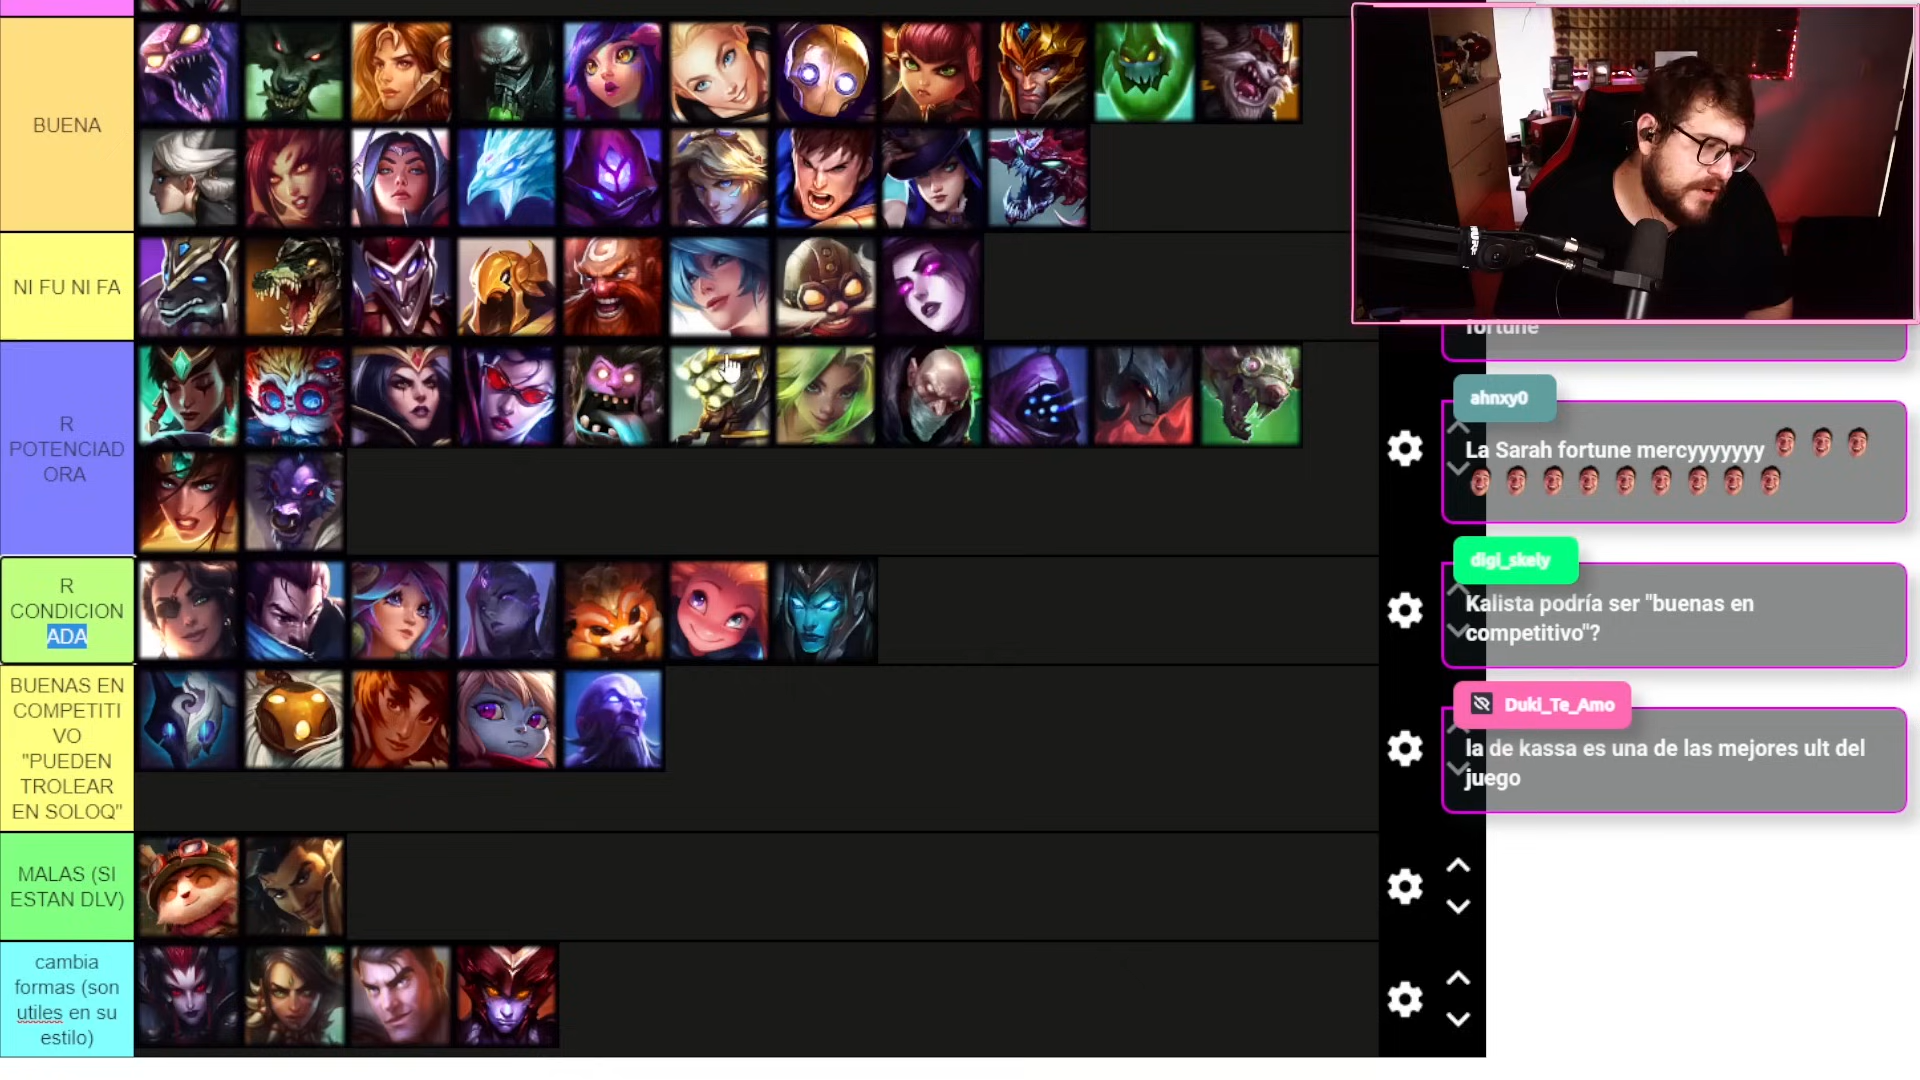 BUENA
NI FU NI FA
R
POTENCIAD
ORA
R
CONDICION
ADA
BUENAS EN
COMPETITI
VO
"PUEDEN
TROLEAR
EN SOLOQ"
MALAS (SI
ESTAN DLV)
cambia
formas (son
utiles en su
estilo)
fortune
ahnxy0
La Sarah fortune mercyyyyyyy
digi_skely
Kalista podría ser "buenas en
competitivo"?
Duki_Te_Amo
la de kassa es una de las mejores ult del
juego